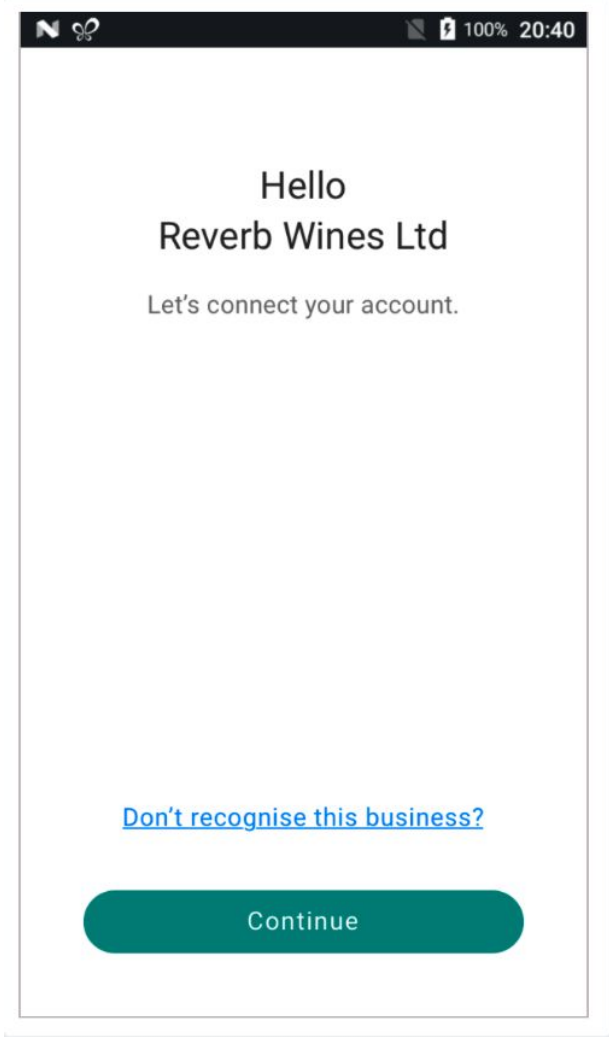 100% 20:40
Hello
Reverb Wines Ltd
Let's connect your account.
Don't recognise this business?
Continue